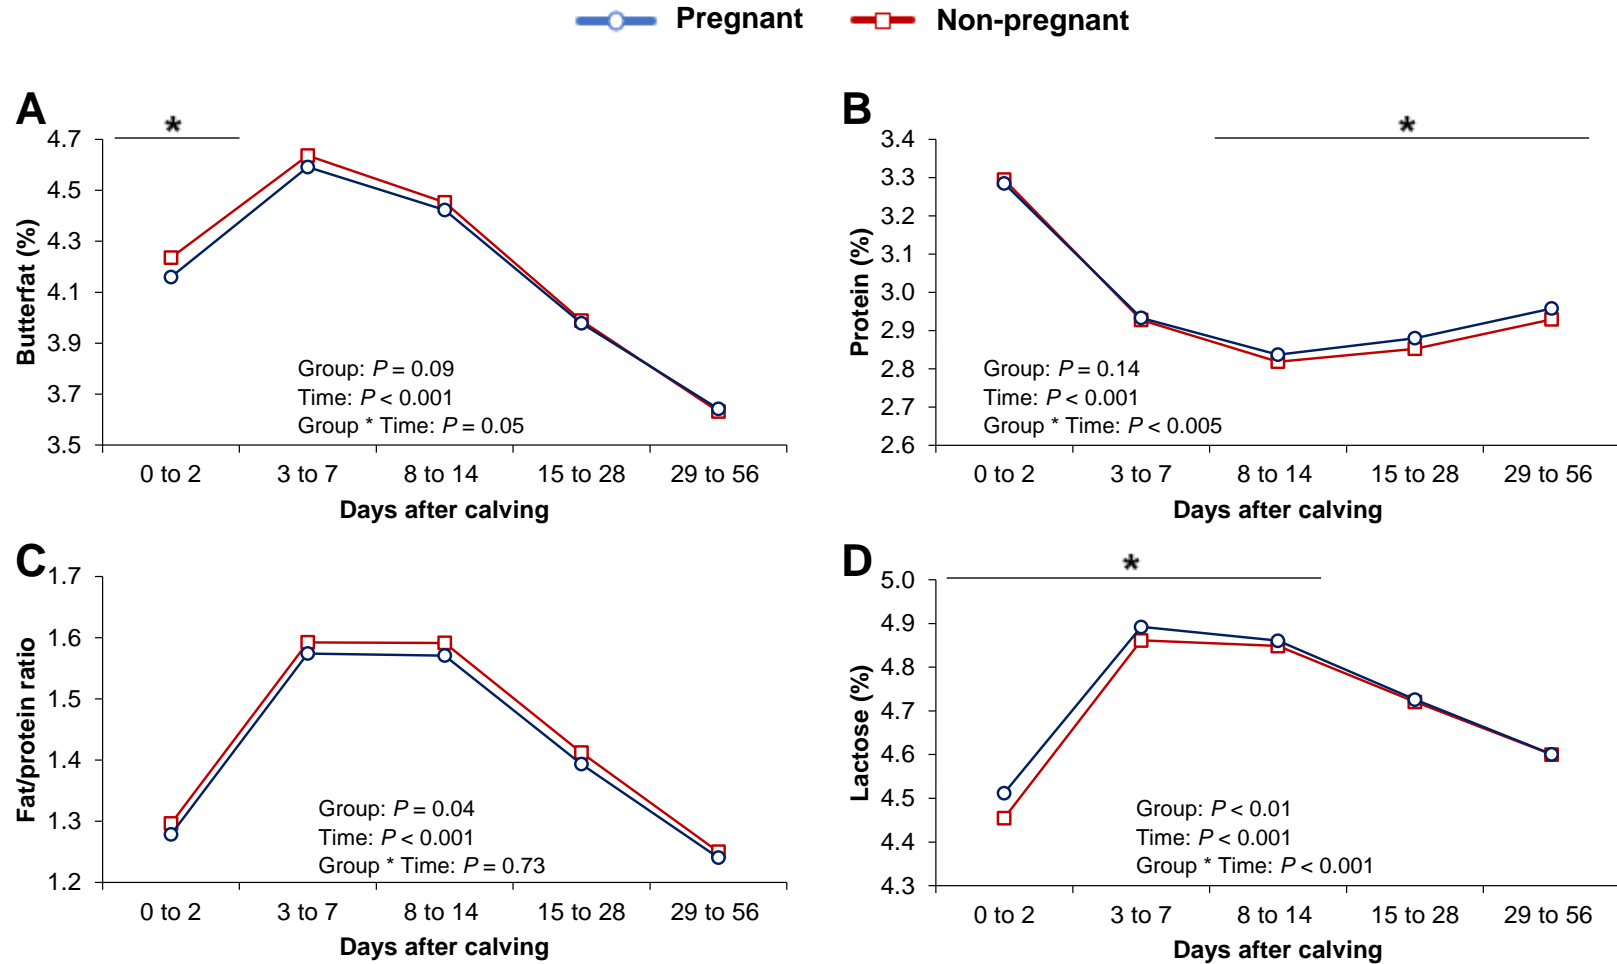 Pregnant Non-pregnant
A
*
4.7
4.5
4.3
4.1
3.9
3.7
3.5
Butterfat (%)
Group: P = 0.09
Time: P < 0.001
Group * Time: P = 0.05
0 to 2 3 to 7 8 to 14 15 to 28 29 to 56
Days after calving
B
*
3.4
3.3
3.2
3.1
3.0
2.9
2.8
2.7
2.6
Protein (%)
Group: P = 0.14
Time: P < 0.001
Group * Time: P < 0.005
0 to 2 3 to 7 8 to 14 15 to 28 29 to 56
Days after calving
C
1.7
1.6
1.5
1.4
1.3
1.2
Fat/protein ratio
Group: P = 0.04
Time: P < 0.001
Group * Time: P = 0.73
0 to 2 3 to 7 8 to 14 15 to 28 29 to 56
Days after calving
D
*
5.0
4.9
4.8
4.7
4.6
4.5
4.4
4.3
Lactose (%)
Group: P < 0.01
Time: P < 0.001
Group * Time: P < 0.001
0 to 2 3 to 7 8 to 14 15 to 28 29 to 56
Days after calving